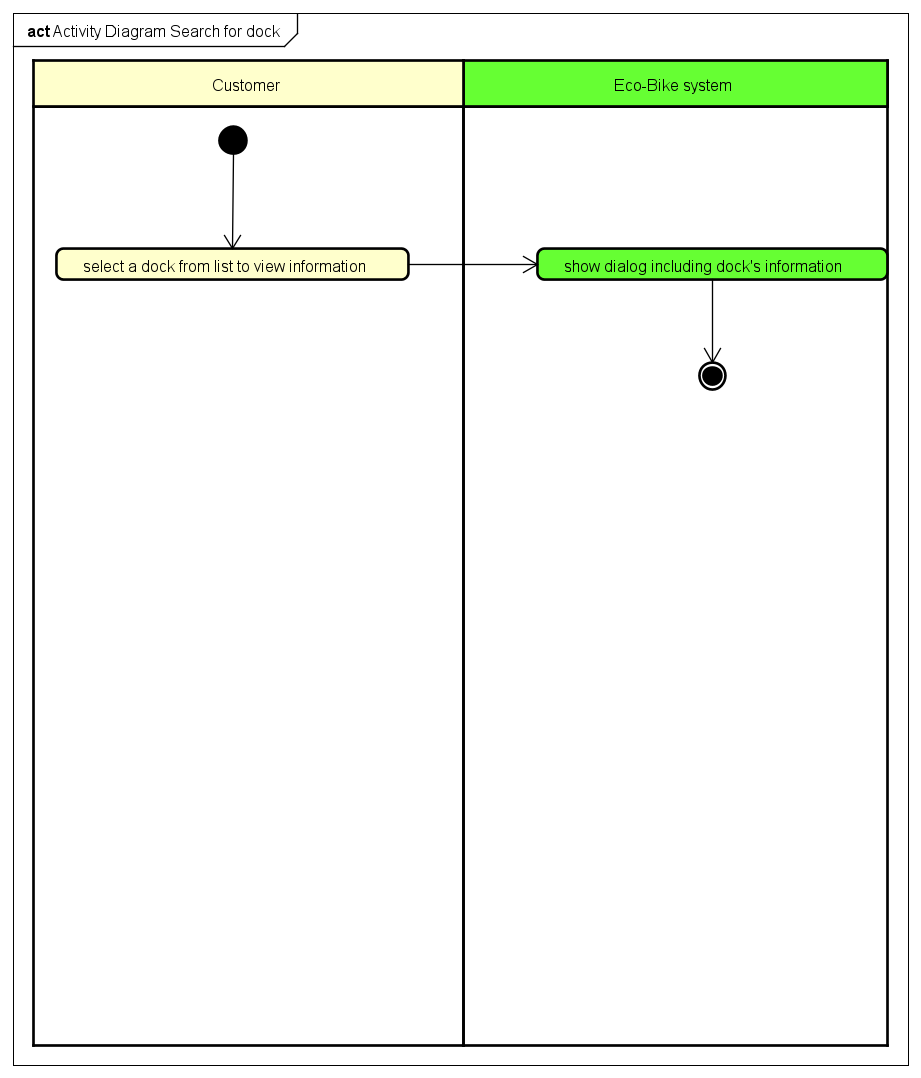 act Activity Diagram Search for dock
Customer
Eco-Bike system
select a dock from list to view information
show dialog including dock's information